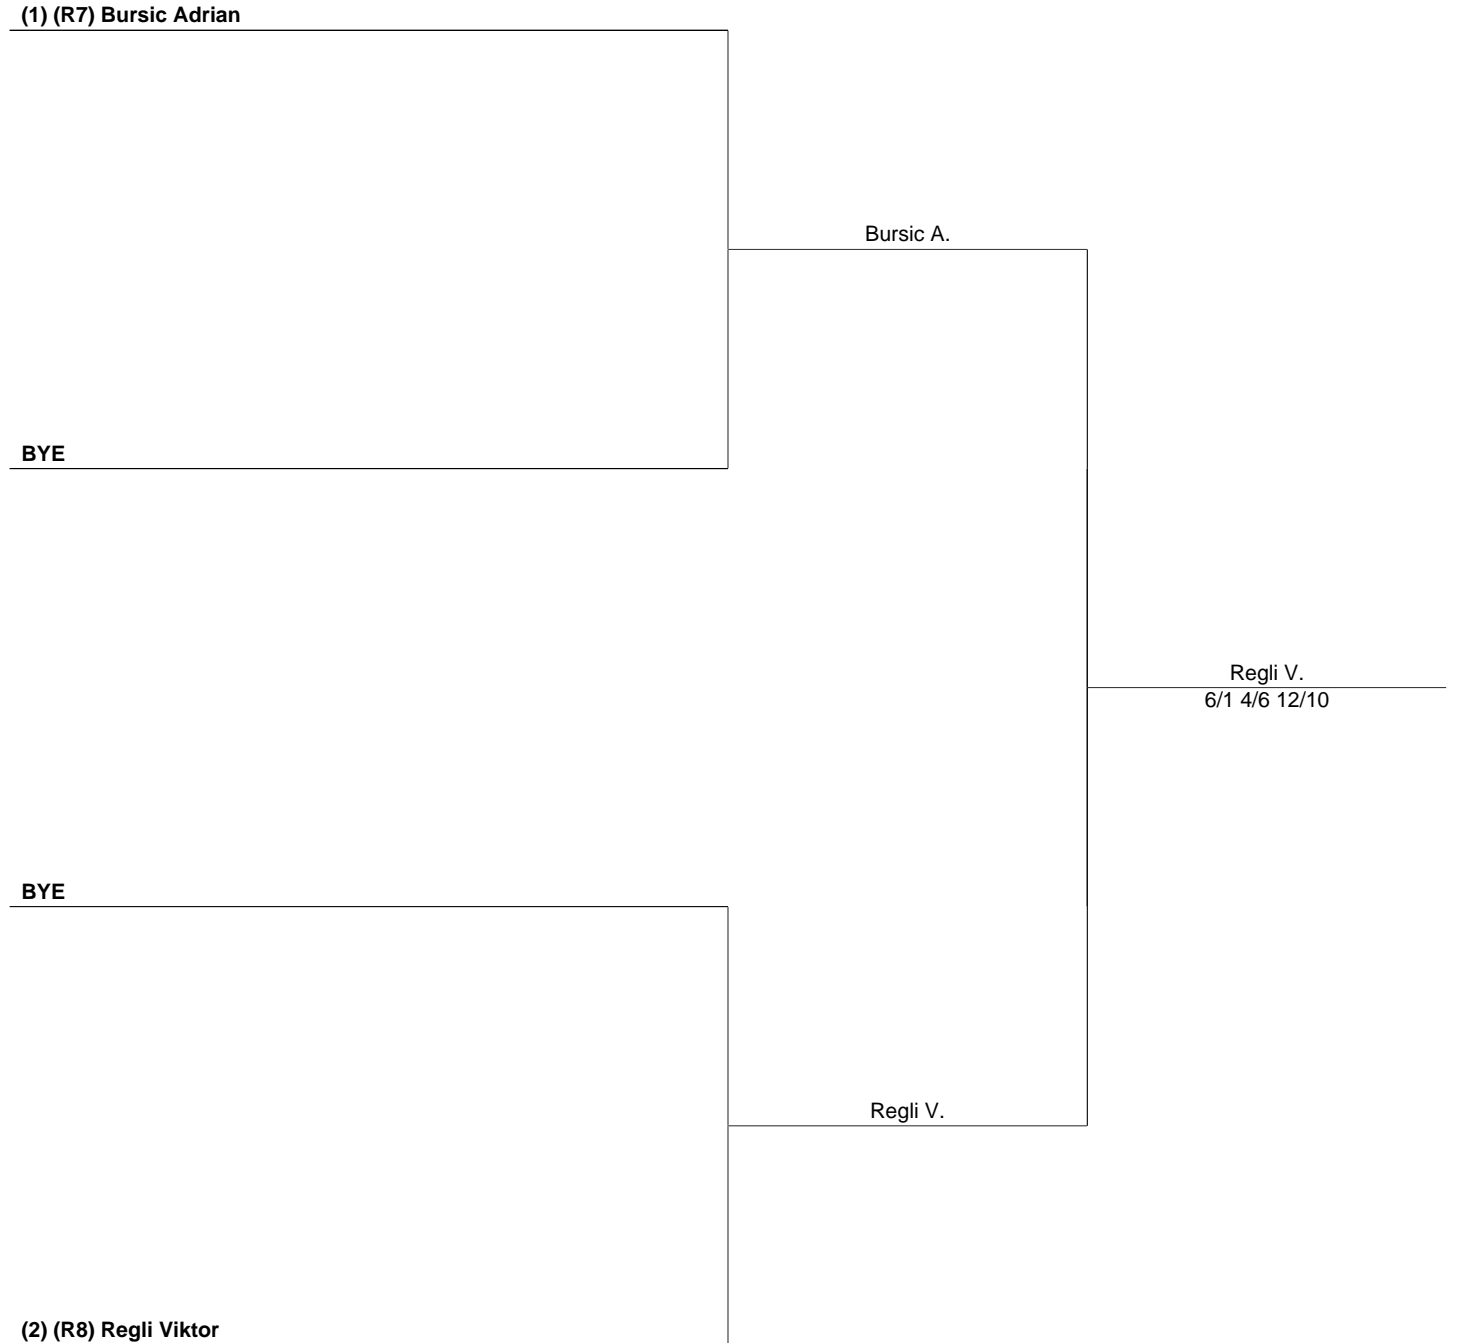 (1) (R7) Bursic Adrian
Bursic A.
BYE
Regli V.
6/1 4/6 12/10
BYE
Regli V.
(2) (R8) Regli Viktor